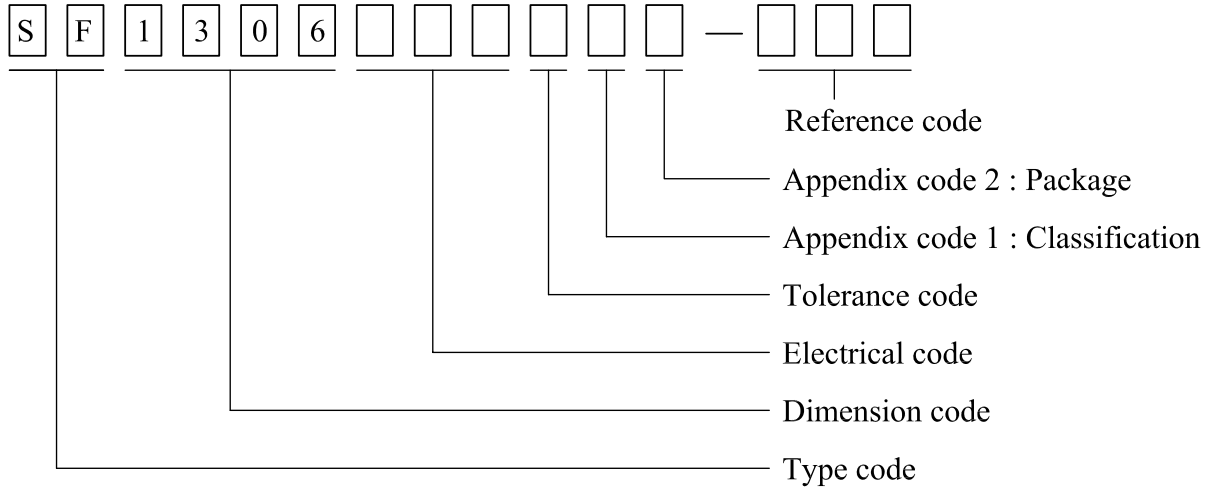 S F 1 3 0 6 —
Reference code
Appendix code 2 : Package
Appendix code 1 : Classification
Tolerance code
Electrical code
Dimension code
Type code